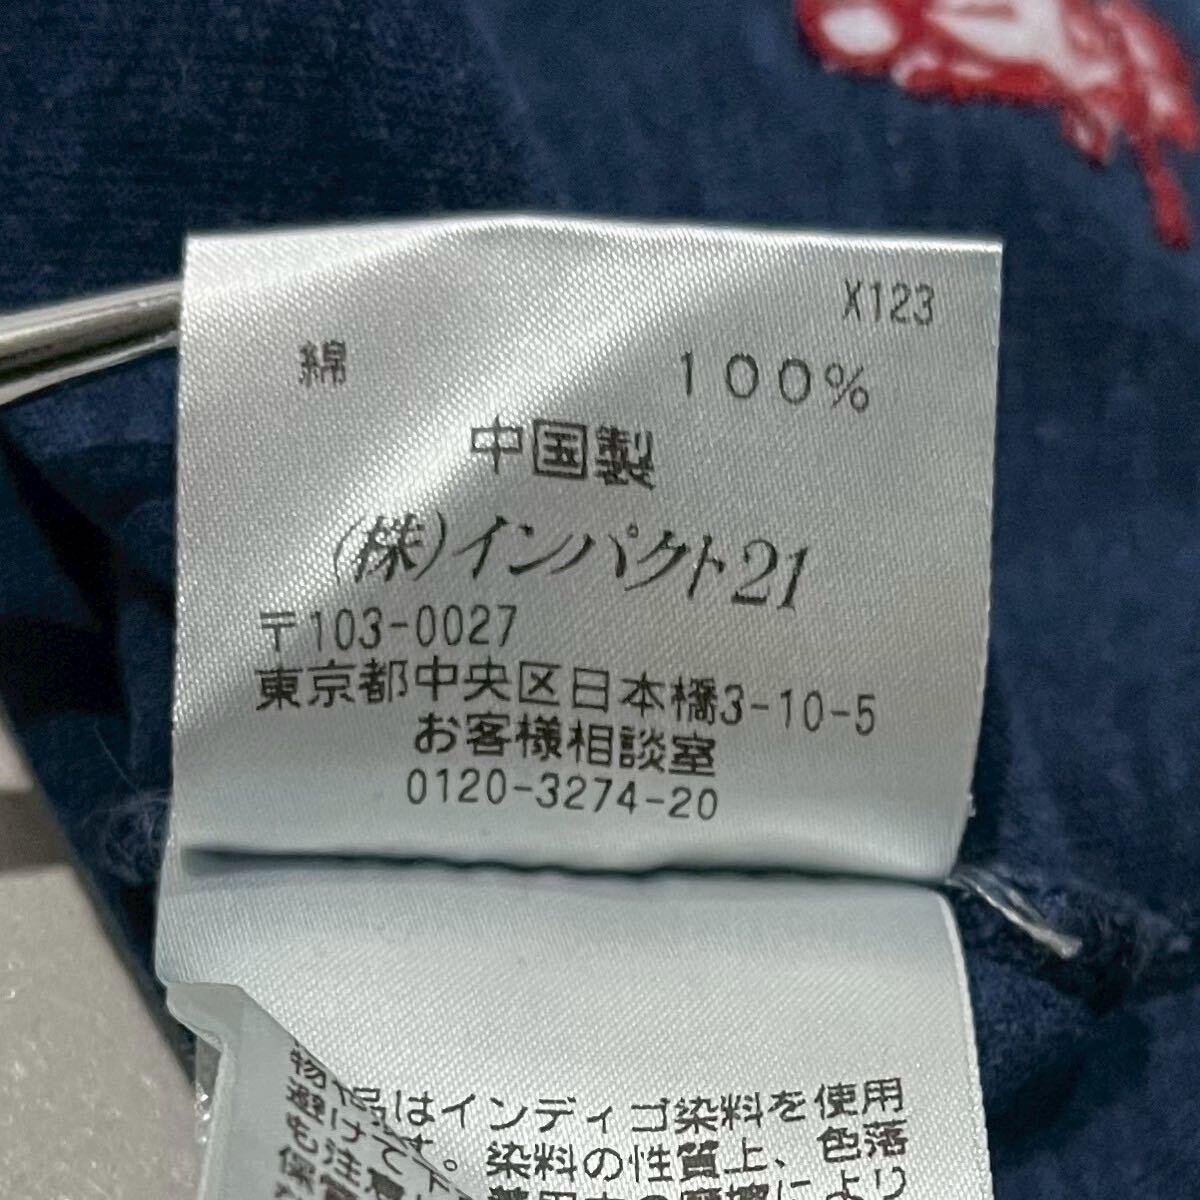 X123
綿 100%
中国製
(株)インパクト21
〒103-0027
東京都中央区日本橋3-10-5
お客様相談室
0120-3274-20
品はインディゴ染料を使用
。染料の性質上、色落